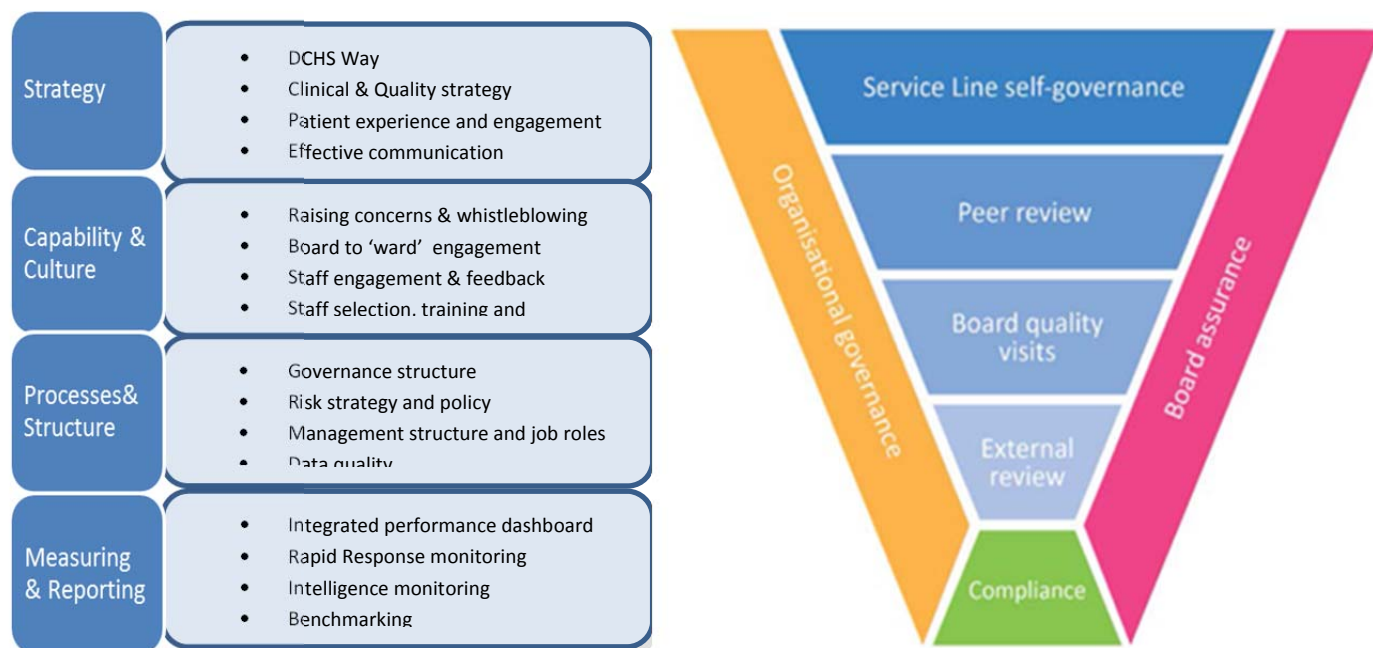 Strategy
• DCHS Way
• Clinical & Quality strategy
• Patient experience and engagement
• Effective communication
Capability &
Culture
• Raising concerns & whistleblowing
• Board to ‘ward’ engagement
• Staff engagement & feedback
• Staff selection, training and
Processes&
Structure
• Governance structure
• Risk strategy and policy
• Management structure and job roles
• Data quality
Measuring
& Reporting
• Integrated performance dashboard
• Rapid Response monitoring
• Intelligence monitoring
• Benchmarking
Organisational governance
Service Line self-governance
Peer review
Board quality
visits
External
review
Compliance
Board assurance